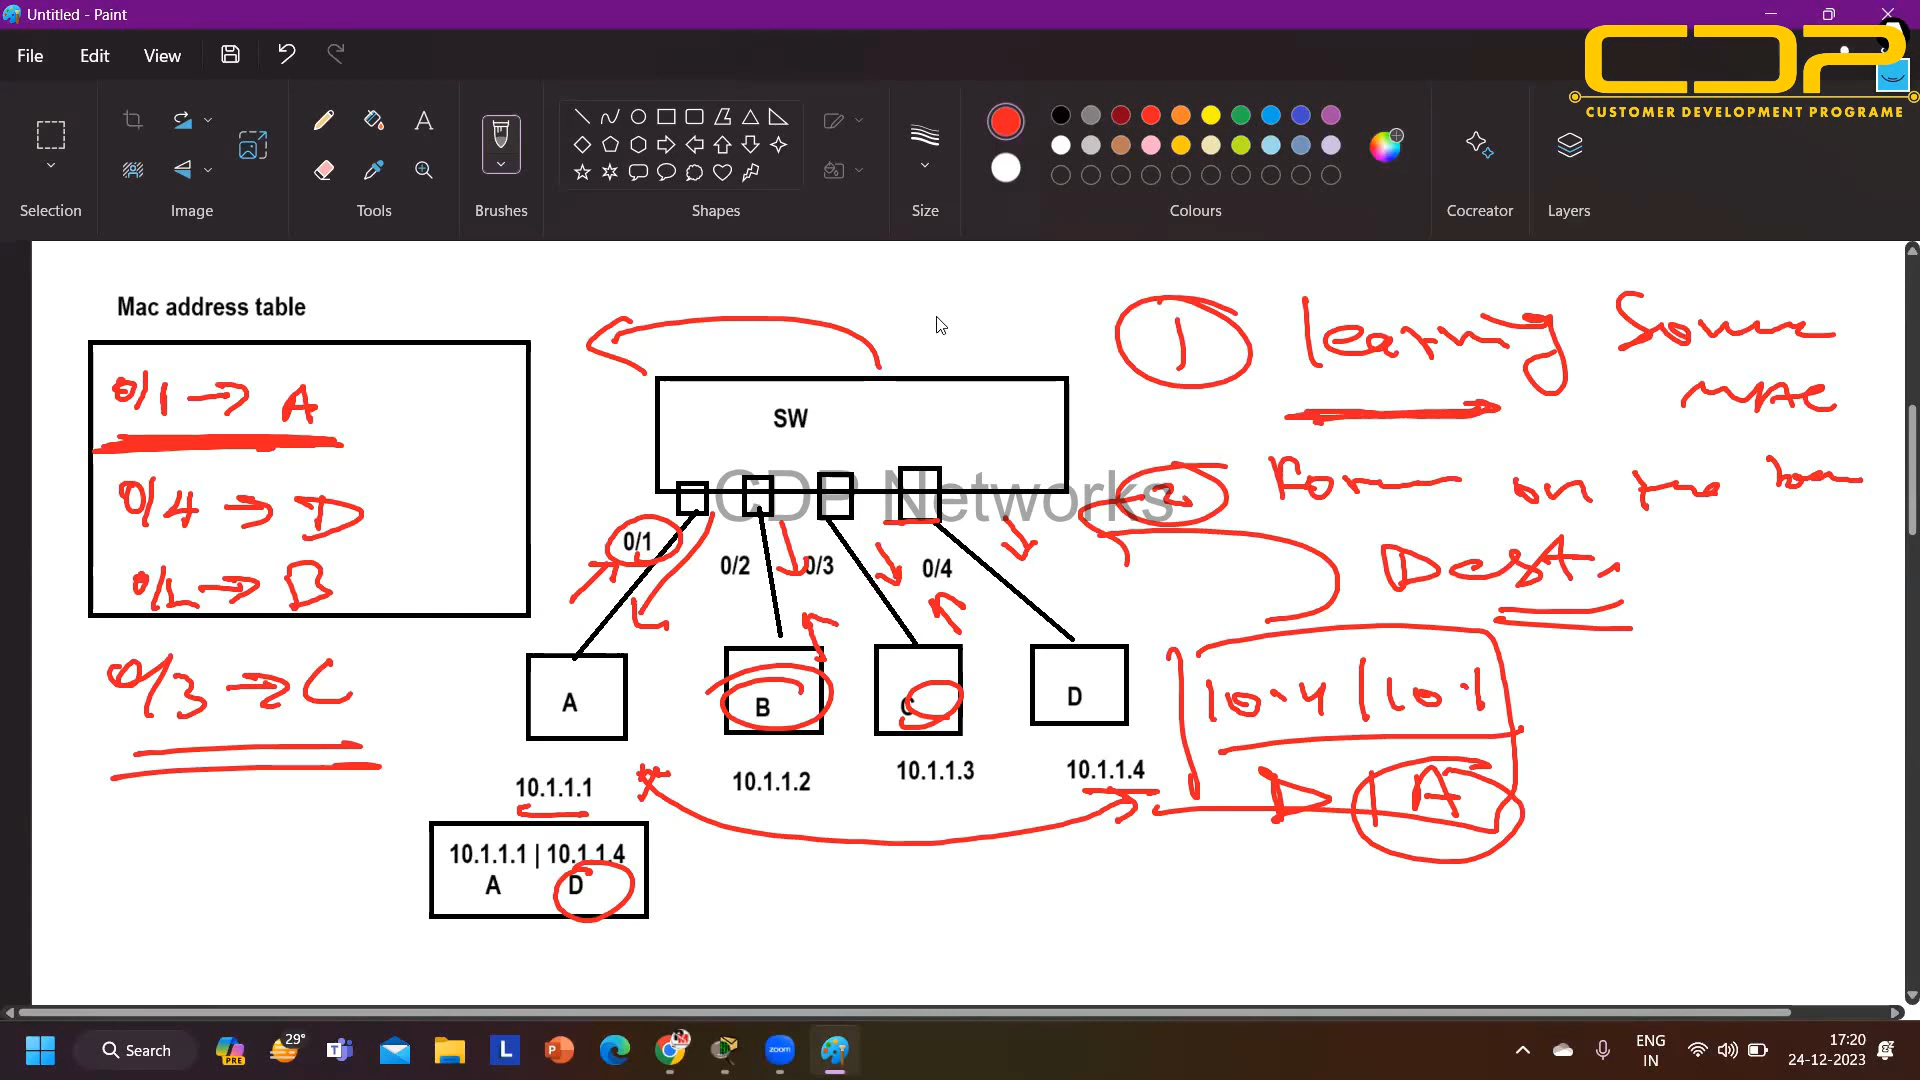 Untitled - Paint
File Edit View
CDP
CUSTOMER DEVELOPMENT PROGRAME
Selection Image Tools Brushes Shapes Size Colours Cocreator Layers
Mac address table
0/1 → A
0/4 → D
0/2 → B
0/3 → C
SW
CDP Networks
0/1 0/2 0/3 0/4
A B C D
10.1.1.1 10.1.1.2 10.1.1.3 10.1.1.4
10.1.1.1 | 10.1.1.4
A D
1 learning Source
MAC
2 on the
Dest.
10.4 | 10.1
D | A
Search
PRE
29°
zoom
ENG
IN
17:20
24-12-2023